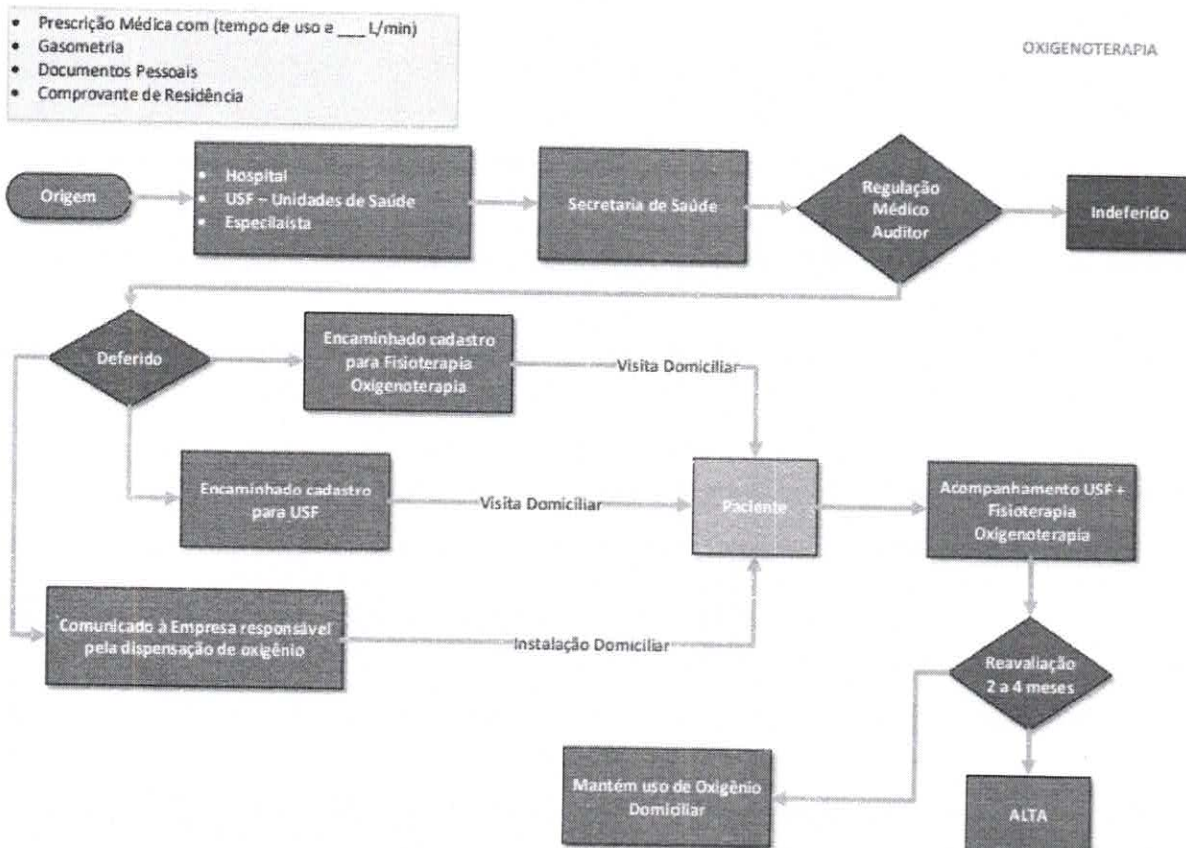 • Prescrição Médica com (tempo de uso e ___ L/min)
• Gasometria
• Documentos Pessoais
• Comprovante de Residência
OXIGENOTERAPIA
Origem
• Hospital
• USF – Unidades de Saúde
• Especilaísta
Secretaria de Saúde
Regulação
Médico
Auditor
Indeferido
Deferido
Encaminhado cadastro
para Fisioterapia
Oxigenoterapia
Visita Domiciliar
Encaminhado cadastro
para USF
Visita Domiciliar
Paciente
Acompanhamento USF +
Fisioterapia
Oxigenoterapia
Comunicado à Empresa responsável
pela dispensação de oxigênio
Instalação Domiciliar
Reavaliação
2 a 4 meses
Mantém uso de Oxigênio
Domiciliar
ALTA